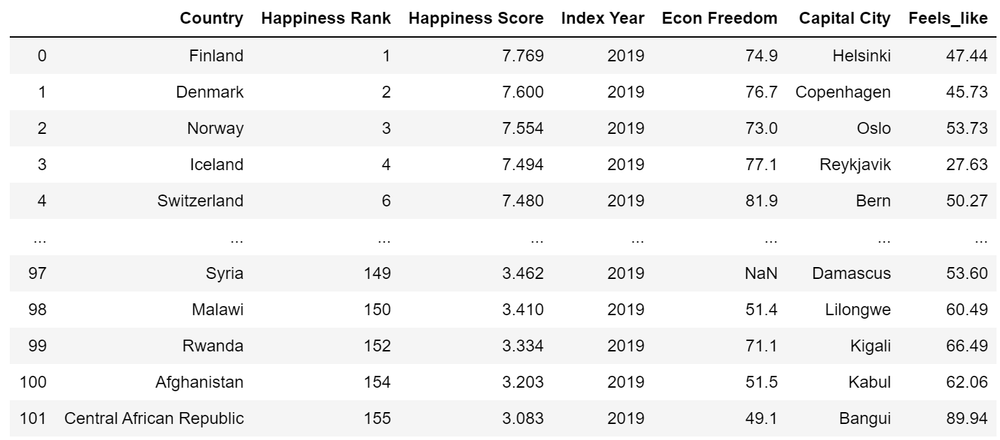 Country Happiness Rank Happiness Score Index Year Econ Freedom Capital City Feels_like
0 Finland 1 7.769 2019 74.9 Helsinki 47.44
1 Denmark 2 7.600 2019 76.7 Copenhagen 45.73
2 Norway 3 7.554 2019 73.0 Oslo 53.73
3 Iceland 4 7.494 2019 77.1 Reykjavik 27.63
4 Switzerland 6 7.480 2019 81.9 Bern 50.27
... ... ... ... ... ... ... ...
97 Syria 149 3.462 2019 NaN Damascus 53.60
98 Malawi 150 3.410 2019 51.4 Lilongwe 60.49
99 Rwanda 152 3.334 2019 71.1 Kigali 66.49
100 Afghanistan 154 3.203 2019 51.5 Kabul 62.06
101 Central African Republic 155 3.083 2019 49.1 Bangui 89.94